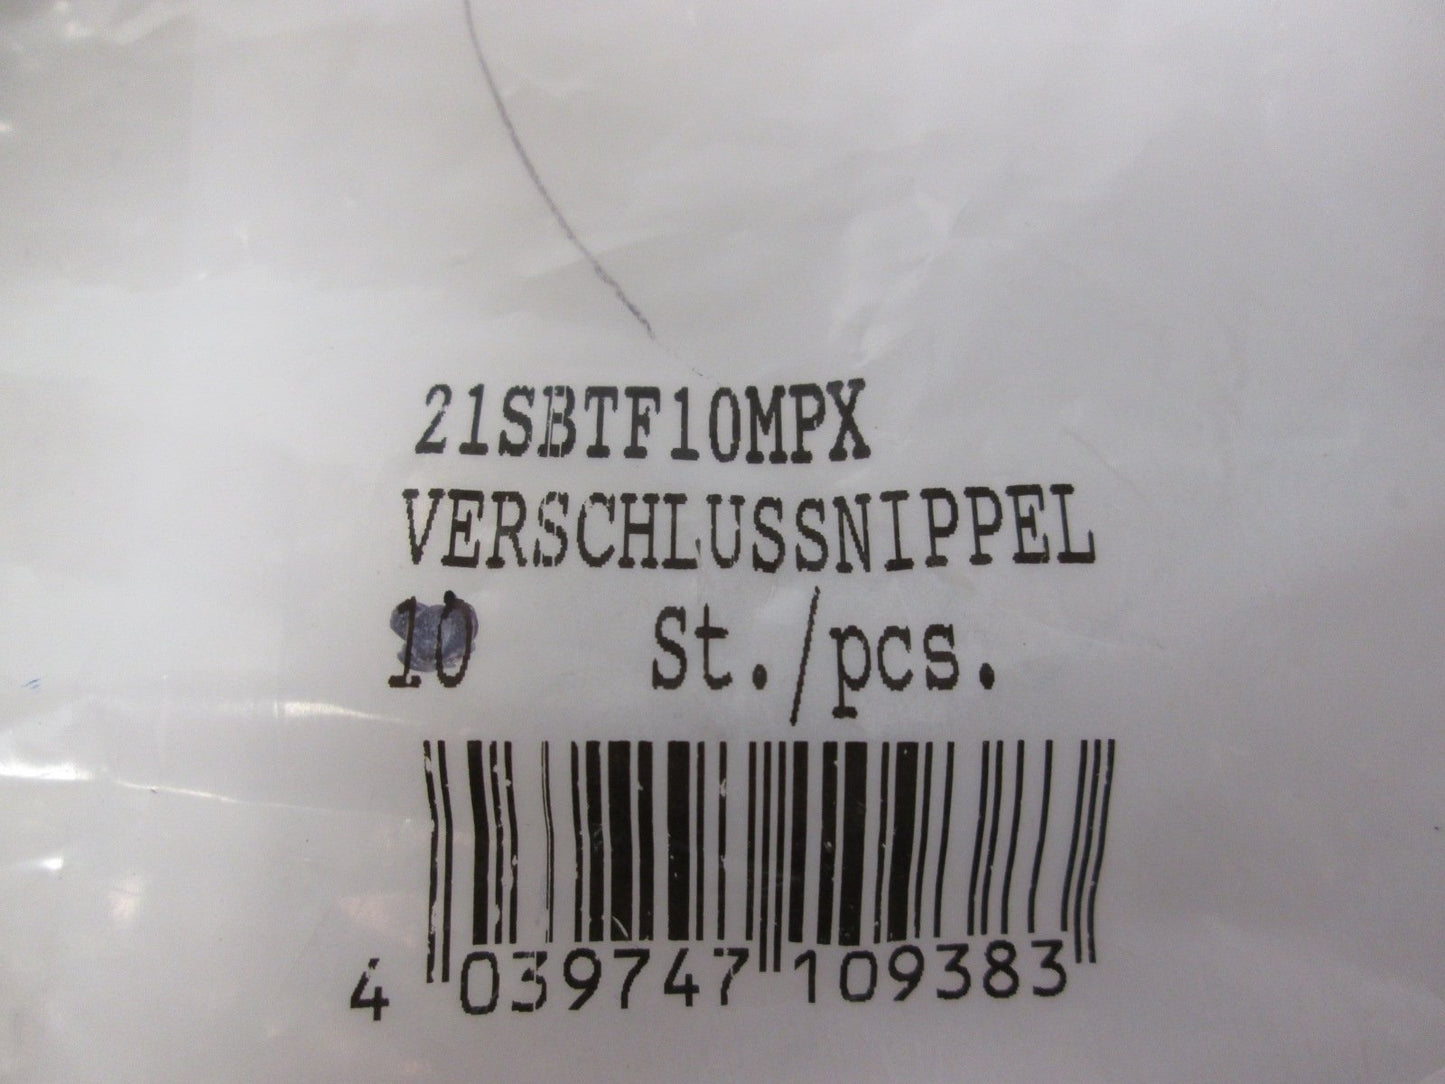 21SBTF10MPX
VERSCHLUSSNIPPEL
10 St./pcs.
4 039747 109383